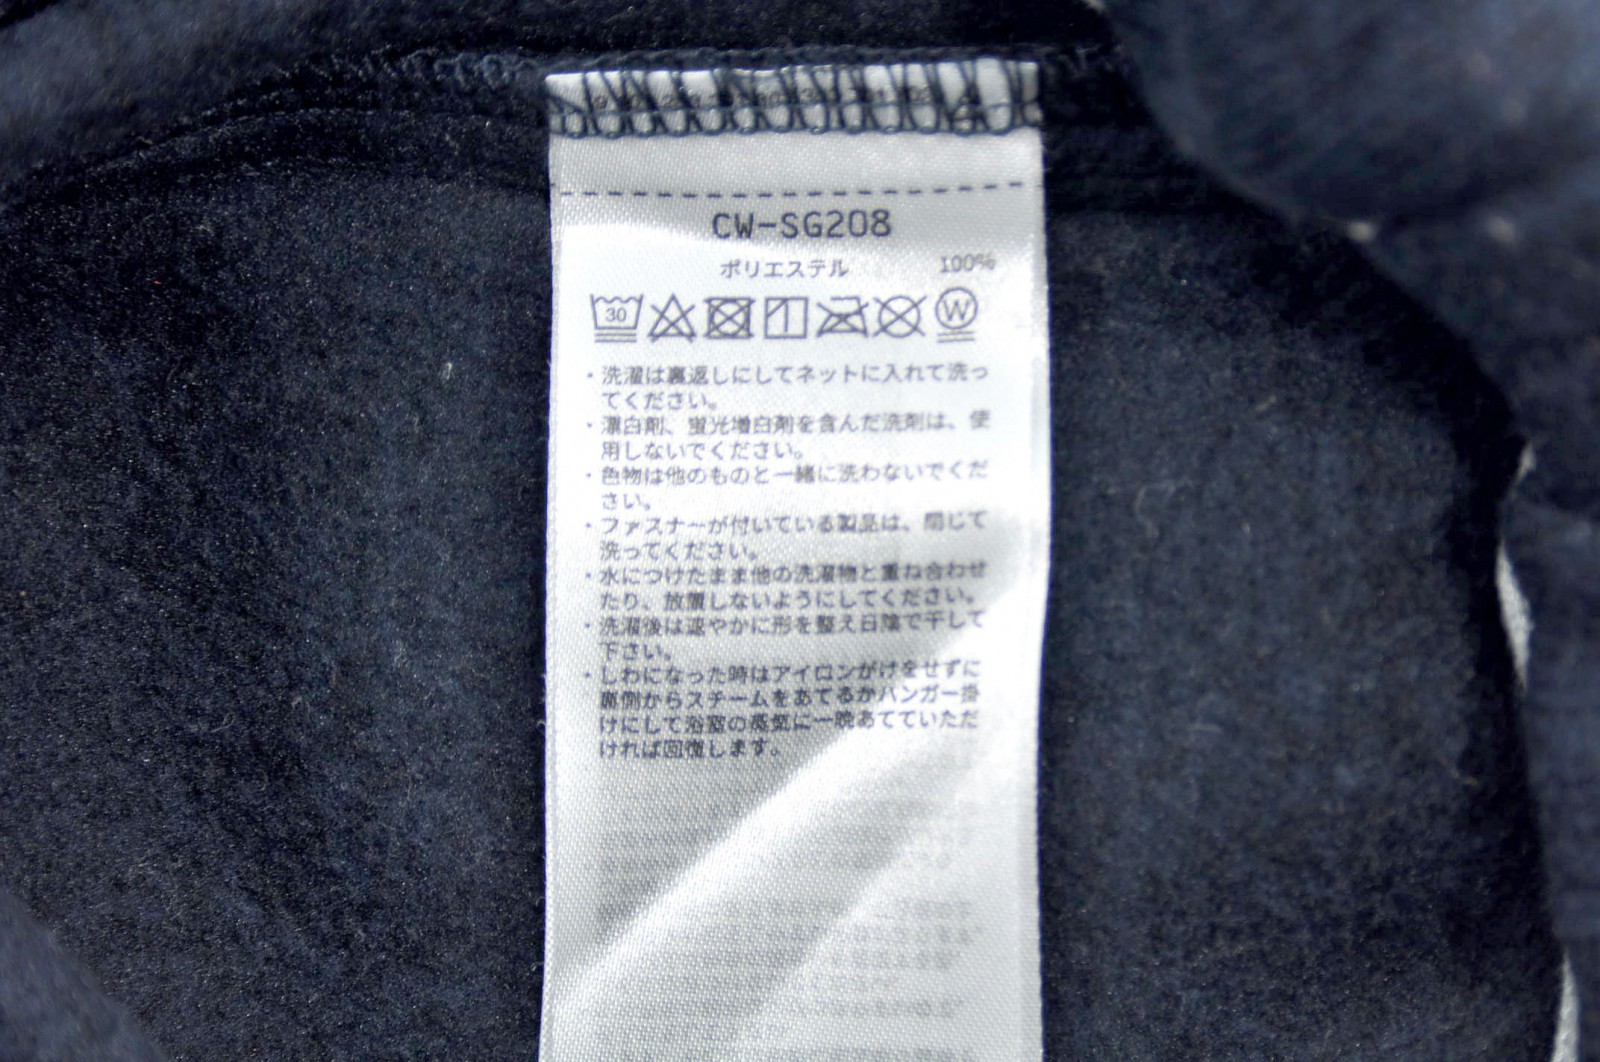 CW-SG208
ポリエステル 100%
30 W
・洗濯は裏返しにしてネットに入れて洗っ
てください。
・漂白剤、蛍光増白剤を含んだ洗剤は、使
用しないでください。
・色物は他のものと一緒に洗わないでくだ
さい。
・ファスナーが付いている製品は、閉じて
洗ってください。
・水につけたまま他の洗濯物と重ね合わせ
たり、放置しないようにしてください。
・洗濯後は速やかに形を整え日陰で干して
下さい。
・しわになった時はアイロンがけをせずに
裏側からスチームをあてるかハンガー掛
けにして浴室の蒸気に一晩あてていただ
ければ回復します。